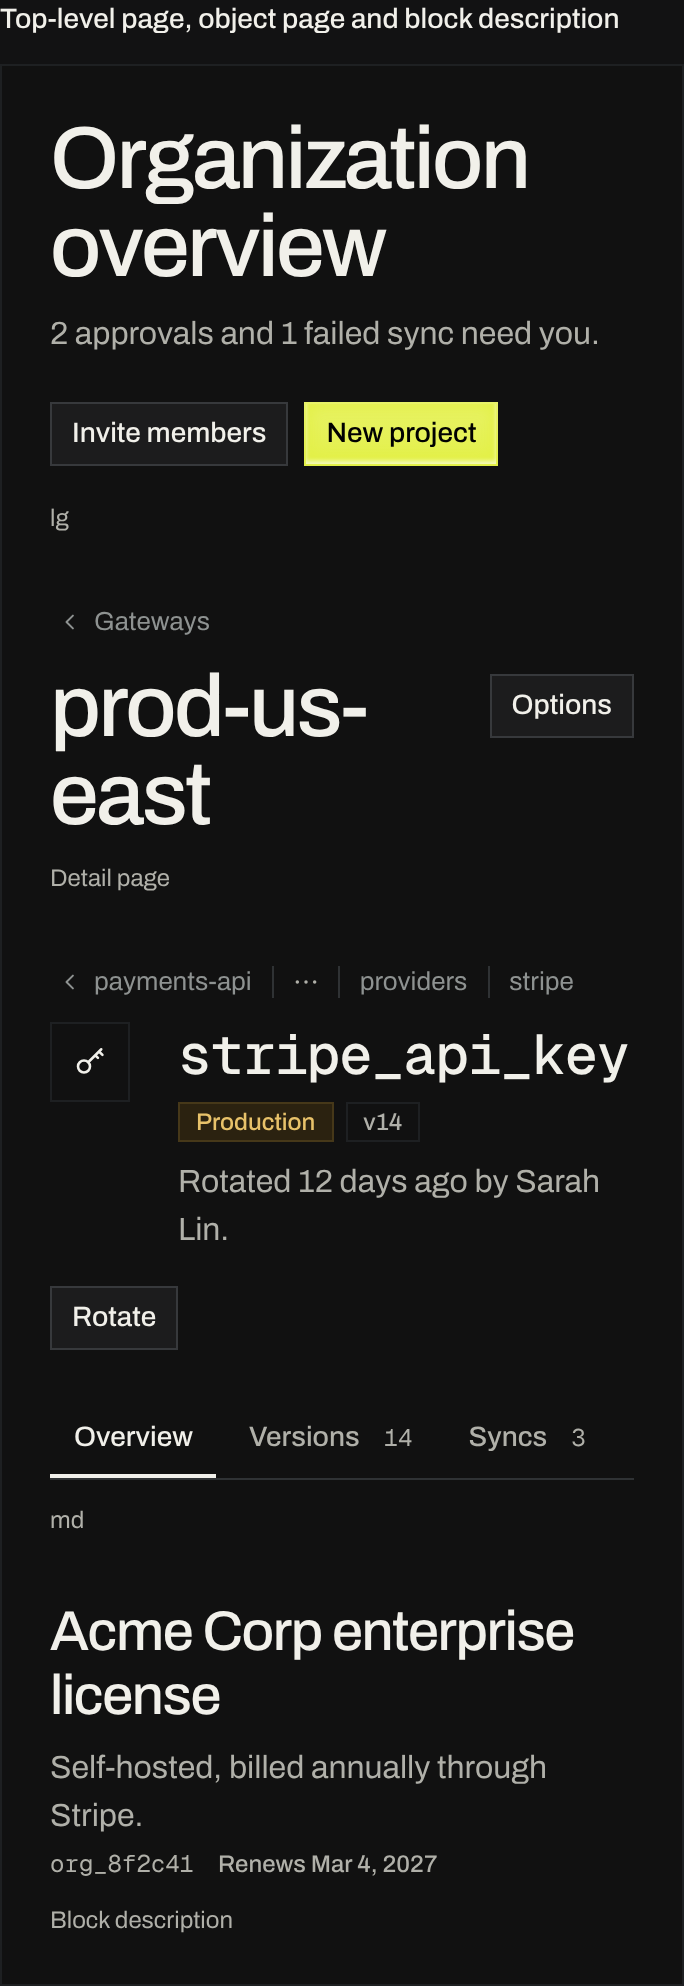 Top-level page, object page and block description
Organization
overview
2 approvals and 1 failed sync need you.
Invite members New project
lg
Gateways
prod-us-
east
Options
Detail page
payments-api ··· providers stripe
stripe_api_key
Production v14
Rotated 12 days ago by Sarah
Lin.
Rotate
Overview Versions 14 Syncs 3
md
Acme Corp enterprise
license
Self-hosted, billed annually through
Stripe.
org_8f2c41 Renews Mar 4, 2027
Block description